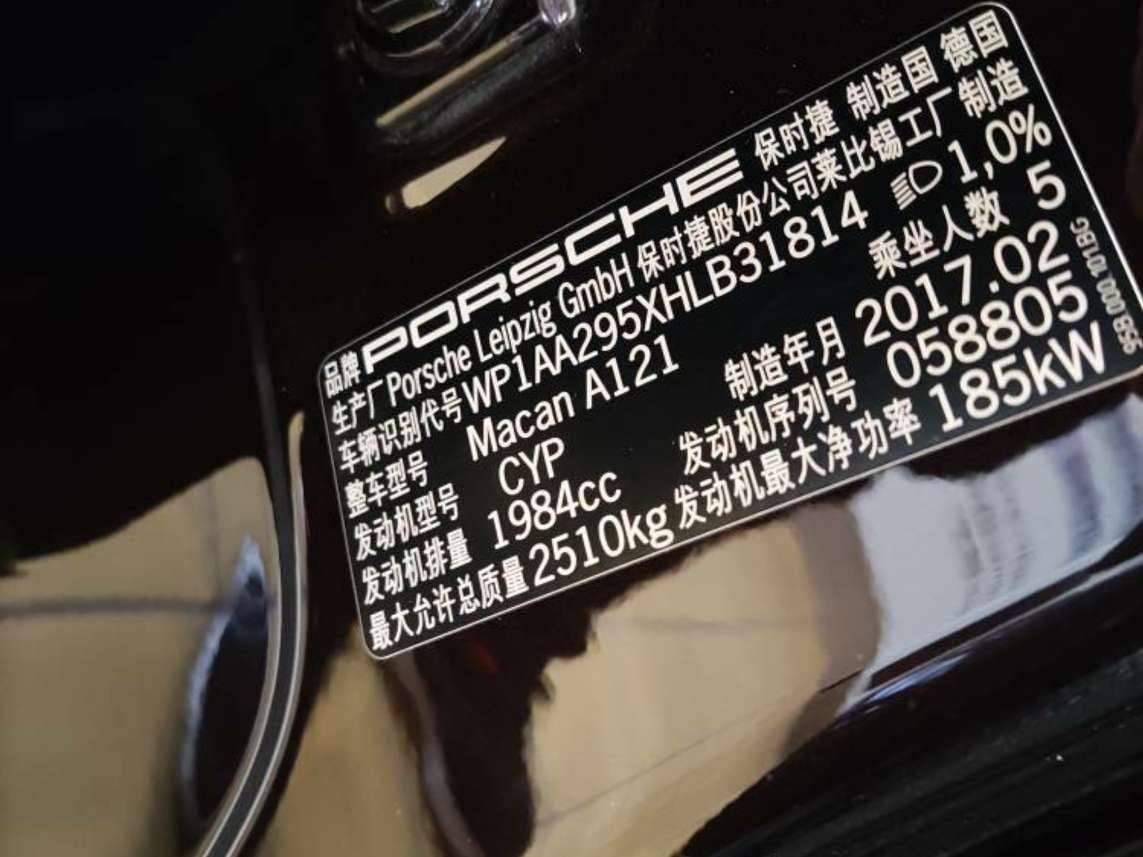 品牌 PORSCHE 保时捷 制造国 德国
生产厂 Porsche Leipzig GmbH 保时捷股份公司莱比锡工厂制造
车辆识别代号 WP1AA295XHLB31814 1,0%
整车型号 Macan A121 乘坐人数 5
发动机型号 CYP 制造年月 2017.02
发动机排量 1984cc 发动机序列号 058805
最大允许总质量 2510kg 发动机最大净功率 185kW
95B.000.101.BG